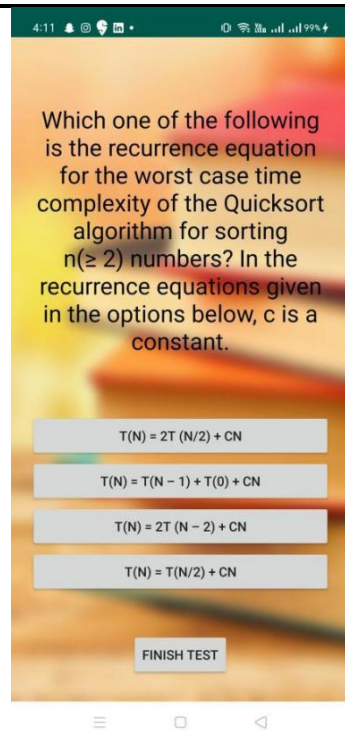 4:11
99%
Which one of the following
is the recurrence equation
for the worst case time
complexity of the Quicksort
algorithm for sorting
n(≥ 2) numbers? In the
recurrence equations given
in the options below, c is a
constant.
T(N) = 2T (N/2) + CN
T(N) = T(N – 1) + T(0) + CN
T(N) = 2T (N – 2) + CN
T(N) = T(N/2) + CN
FINISH TEST